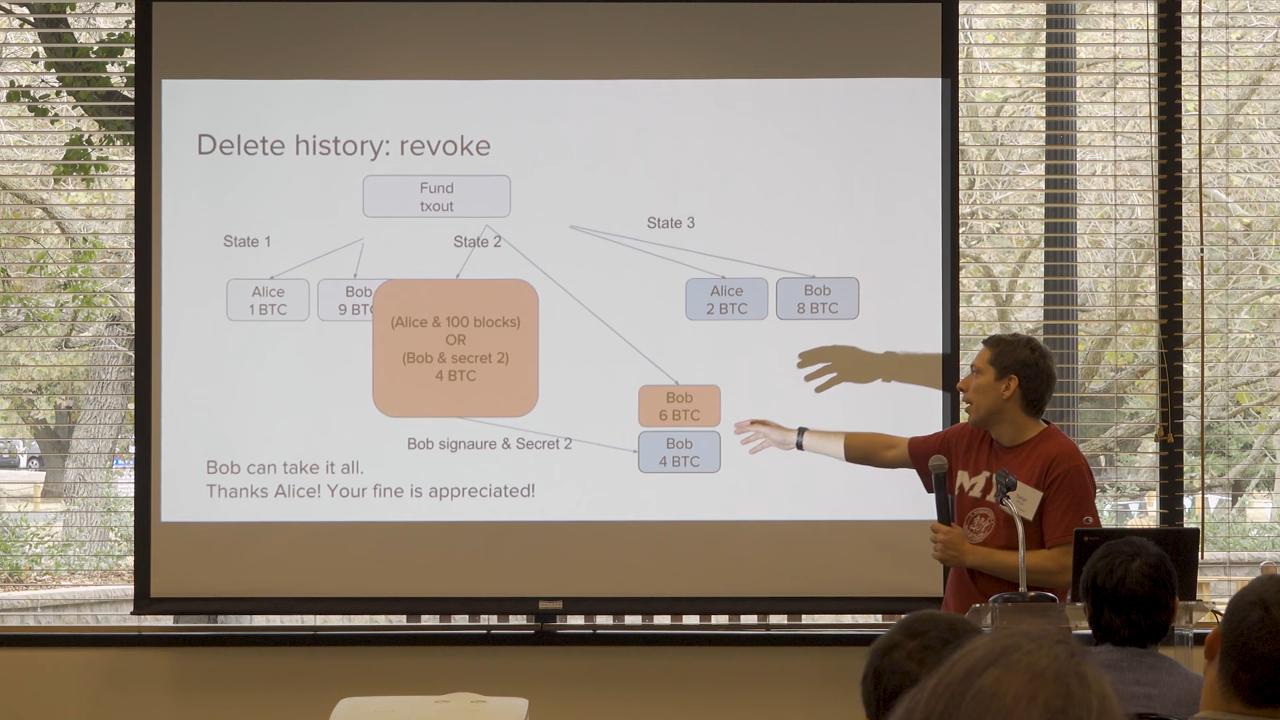 Delete history: revoke
Fund
txout
State 1
State 2
State 3
Alice
1 BTC
Bob
9 BTC
(Alice & 100 blocks)
OR
(Bob & secret 2)
4 BTC
Alice
2 BTC
Bob
8 BTC
Bob
6 BTC
Bob signaure & Secret 2
Bob
4 BTC
Bob can take it all.
Thanks Alice! Your fine is appreciated!